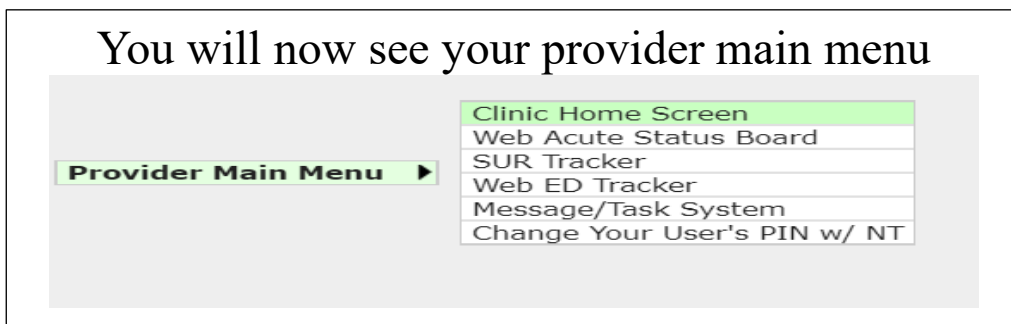 You will now see your provider main menu
Provider Main Menu
Clinic Home Screen
Web Acute Status Board
SUR Tracker
Web ED Tracker
Message/Task System
Change Your User's PIN w/ NT